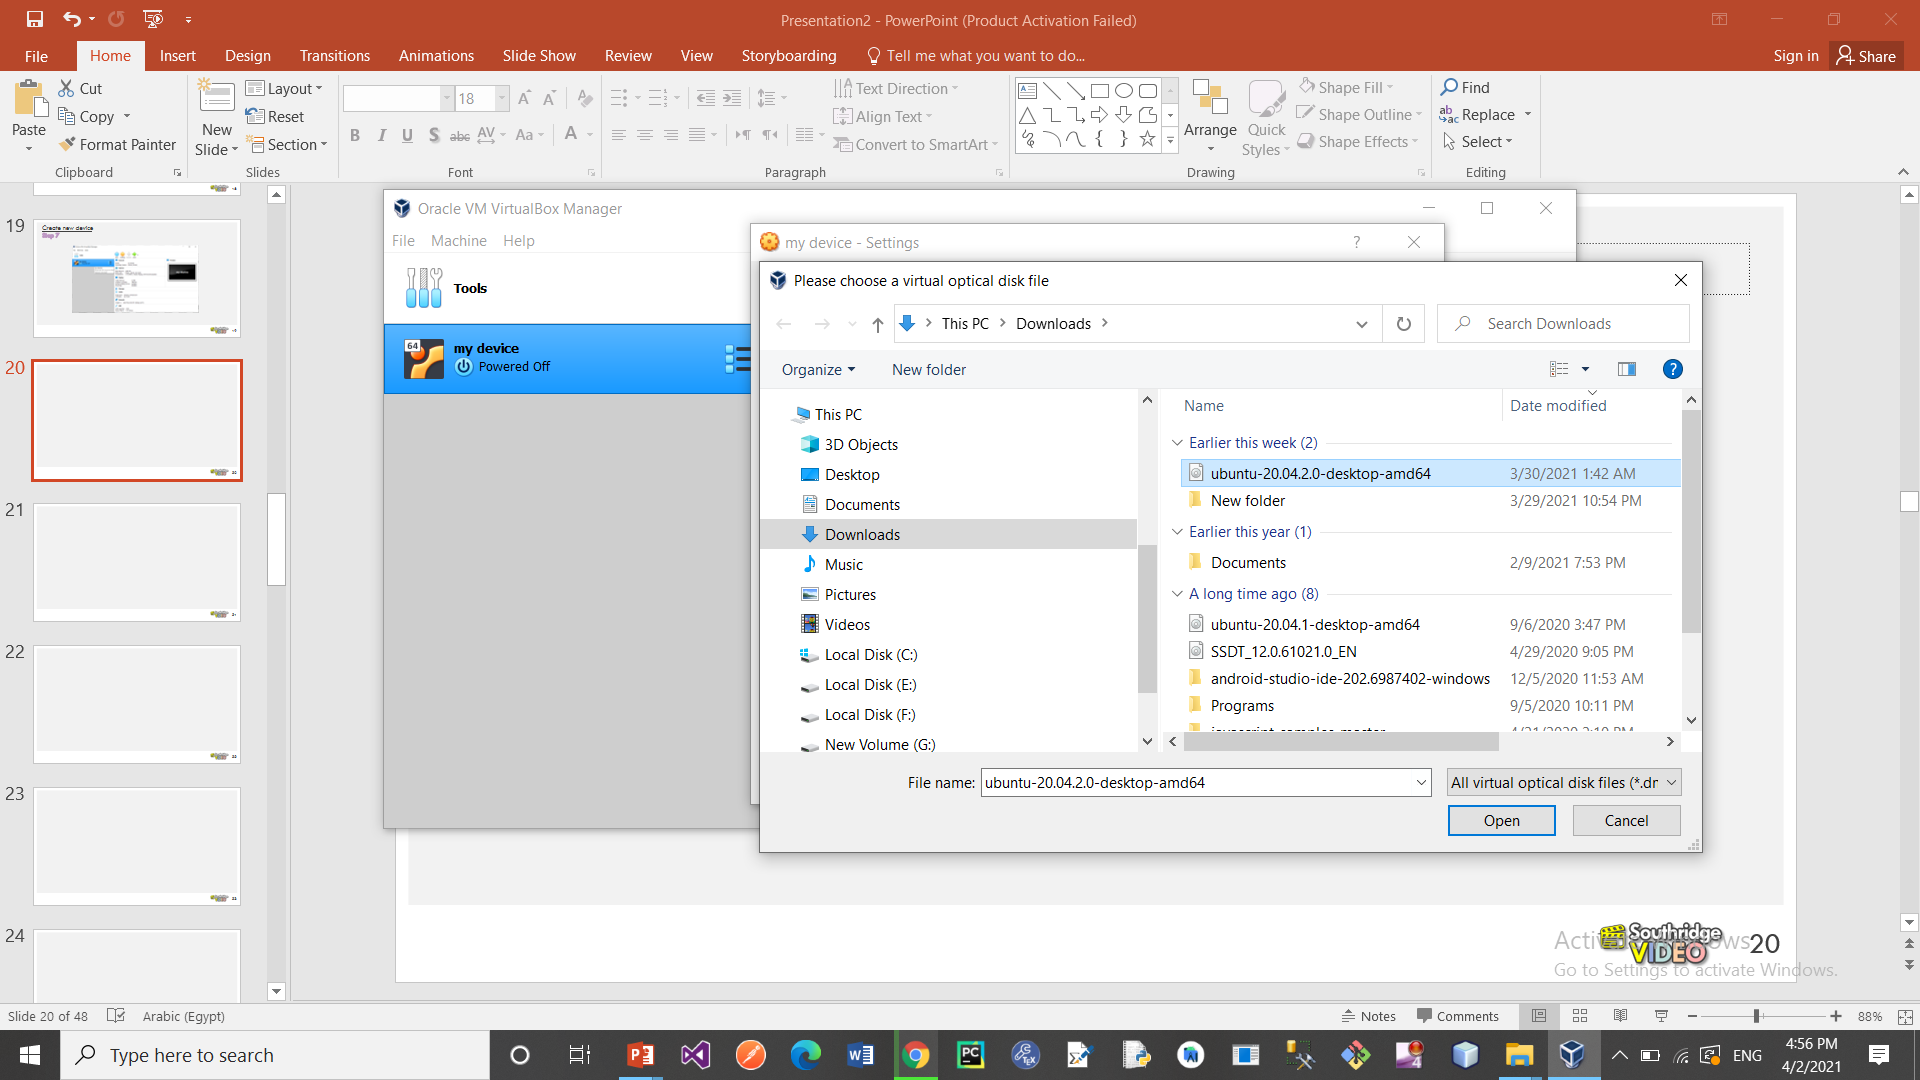 Presentation2 - PowerPoint (Product Activation Failed)
File Home Insert Design Transitions Animations Slide Show Review View Storyboarding Tell me what you want to do... Sign in Share
Paste
Cut
Copy
Format Painter
Clipboard
New Slide
Layout
Reset
Section
Slides
18
B I U S abc AV Aa A
Font
Text Direction
Align Text
Convert to SmartArt
Paragraph
Arrange
Quick Styles
Shape Fill
Shape Outline
Shape Effects
Drawing
Find
Replace
Select
Editing
19
Create new device
Step 7
20
21
22
23
24
Oracle VM VirtualBox Manager
File Machine Help
Tools
64
my device
Powered Off
my device - Settings
?
Please choose a virtual optical disk file
This PC > Downloads >
Search Downloads
Organize
New folder
This PC
3D Objects
Desktop
Documents
Downloads
Music
Pictures
Videos
Local Disk (C:)
Local Disk (E:)
Local Disk (F:)
New Volume (G:)
Name Date modified
Earlier this week (2)
ubuntu-20.04.2.0-desktop-amd64 3/30/2021 1:42 AM
New folder 3/29/2021 10:54 PM
Earlier this year (1)
Documents 2/9/2021 7:53 PM
A long time ago (8)
ubuntu-20.04.1-desktop-amd64 9/6/2020 3:47 PM
SSDT_12.0.61021.0_EN 4/29/2020 9:05 PM
android-studio-ide-202.6987402-windows 12/5/2020 11:53 AM
Programs 9/5/2020 10:11 PM
File name: ubuntu-20.04.2.0-desktop-amd64
All virtual optical disk files (*.dr
Open
Cancel
Southridge
VIDEO
20
Go to Settings to activate Windows.
Slide 20 of 48 Arabic (Egypt) Notes Comments 88%
Type here to search
ENG
4:56 PM
4/2/2021